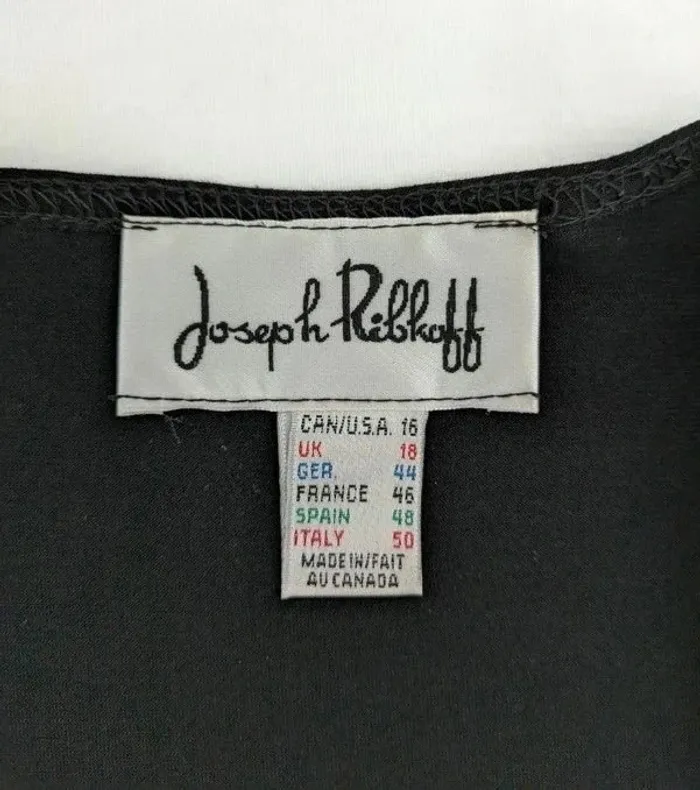 Joseph Ribkoff
CAN/U.S.A. 16
UK 18
GER. 44
FRANCE 46
SPAIN 48
ITALY 50
MADE IN/FAIT
AU CANADA